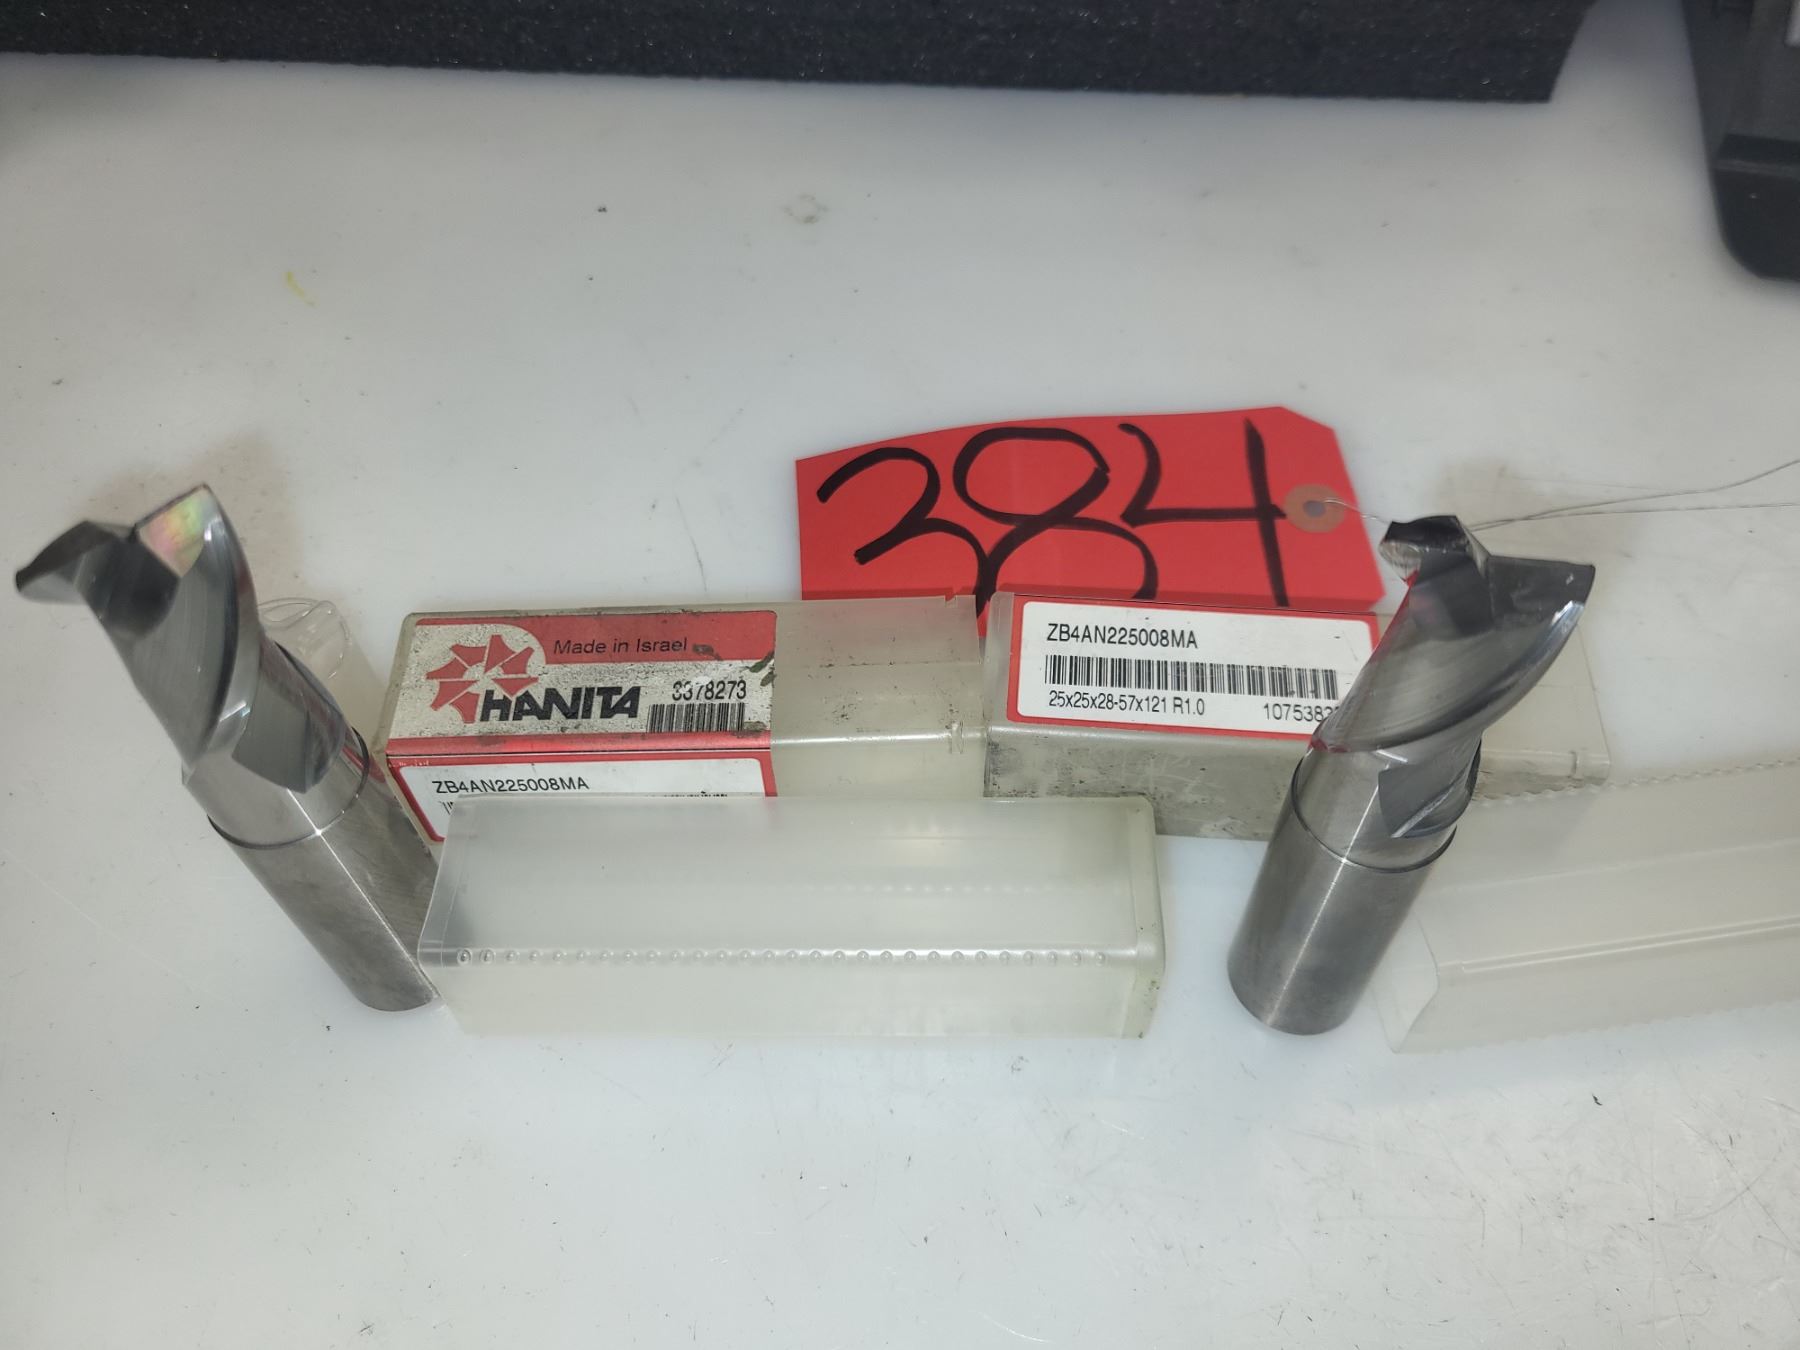 384
Made in Israel
HANITA
3378273
ZB4AN225008MA
ZB4AN225008MA
25x25x28-57x121 R1.0